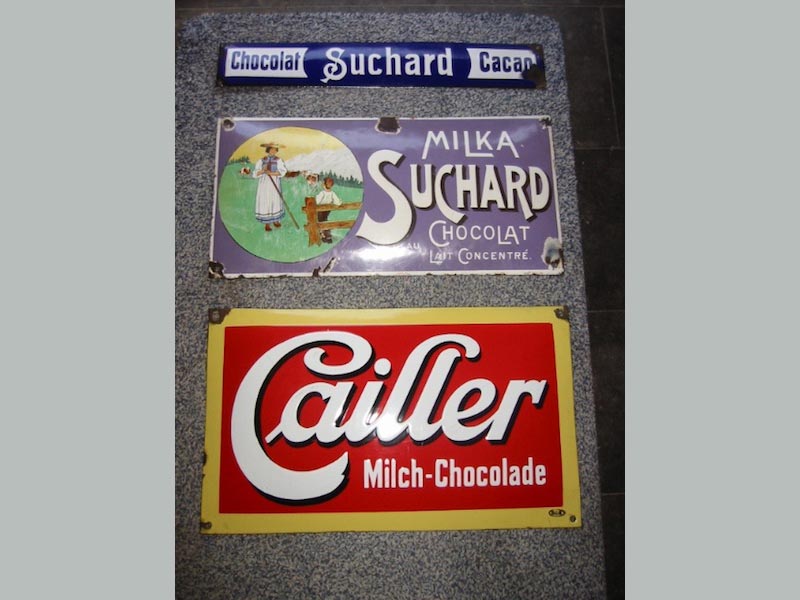 Chocolat Suchard Cacao
MILKA
SUCHARD
CHOCOLAT
AU LAIT CONCENTRÉ.
Cailler
Milch-Chocolade